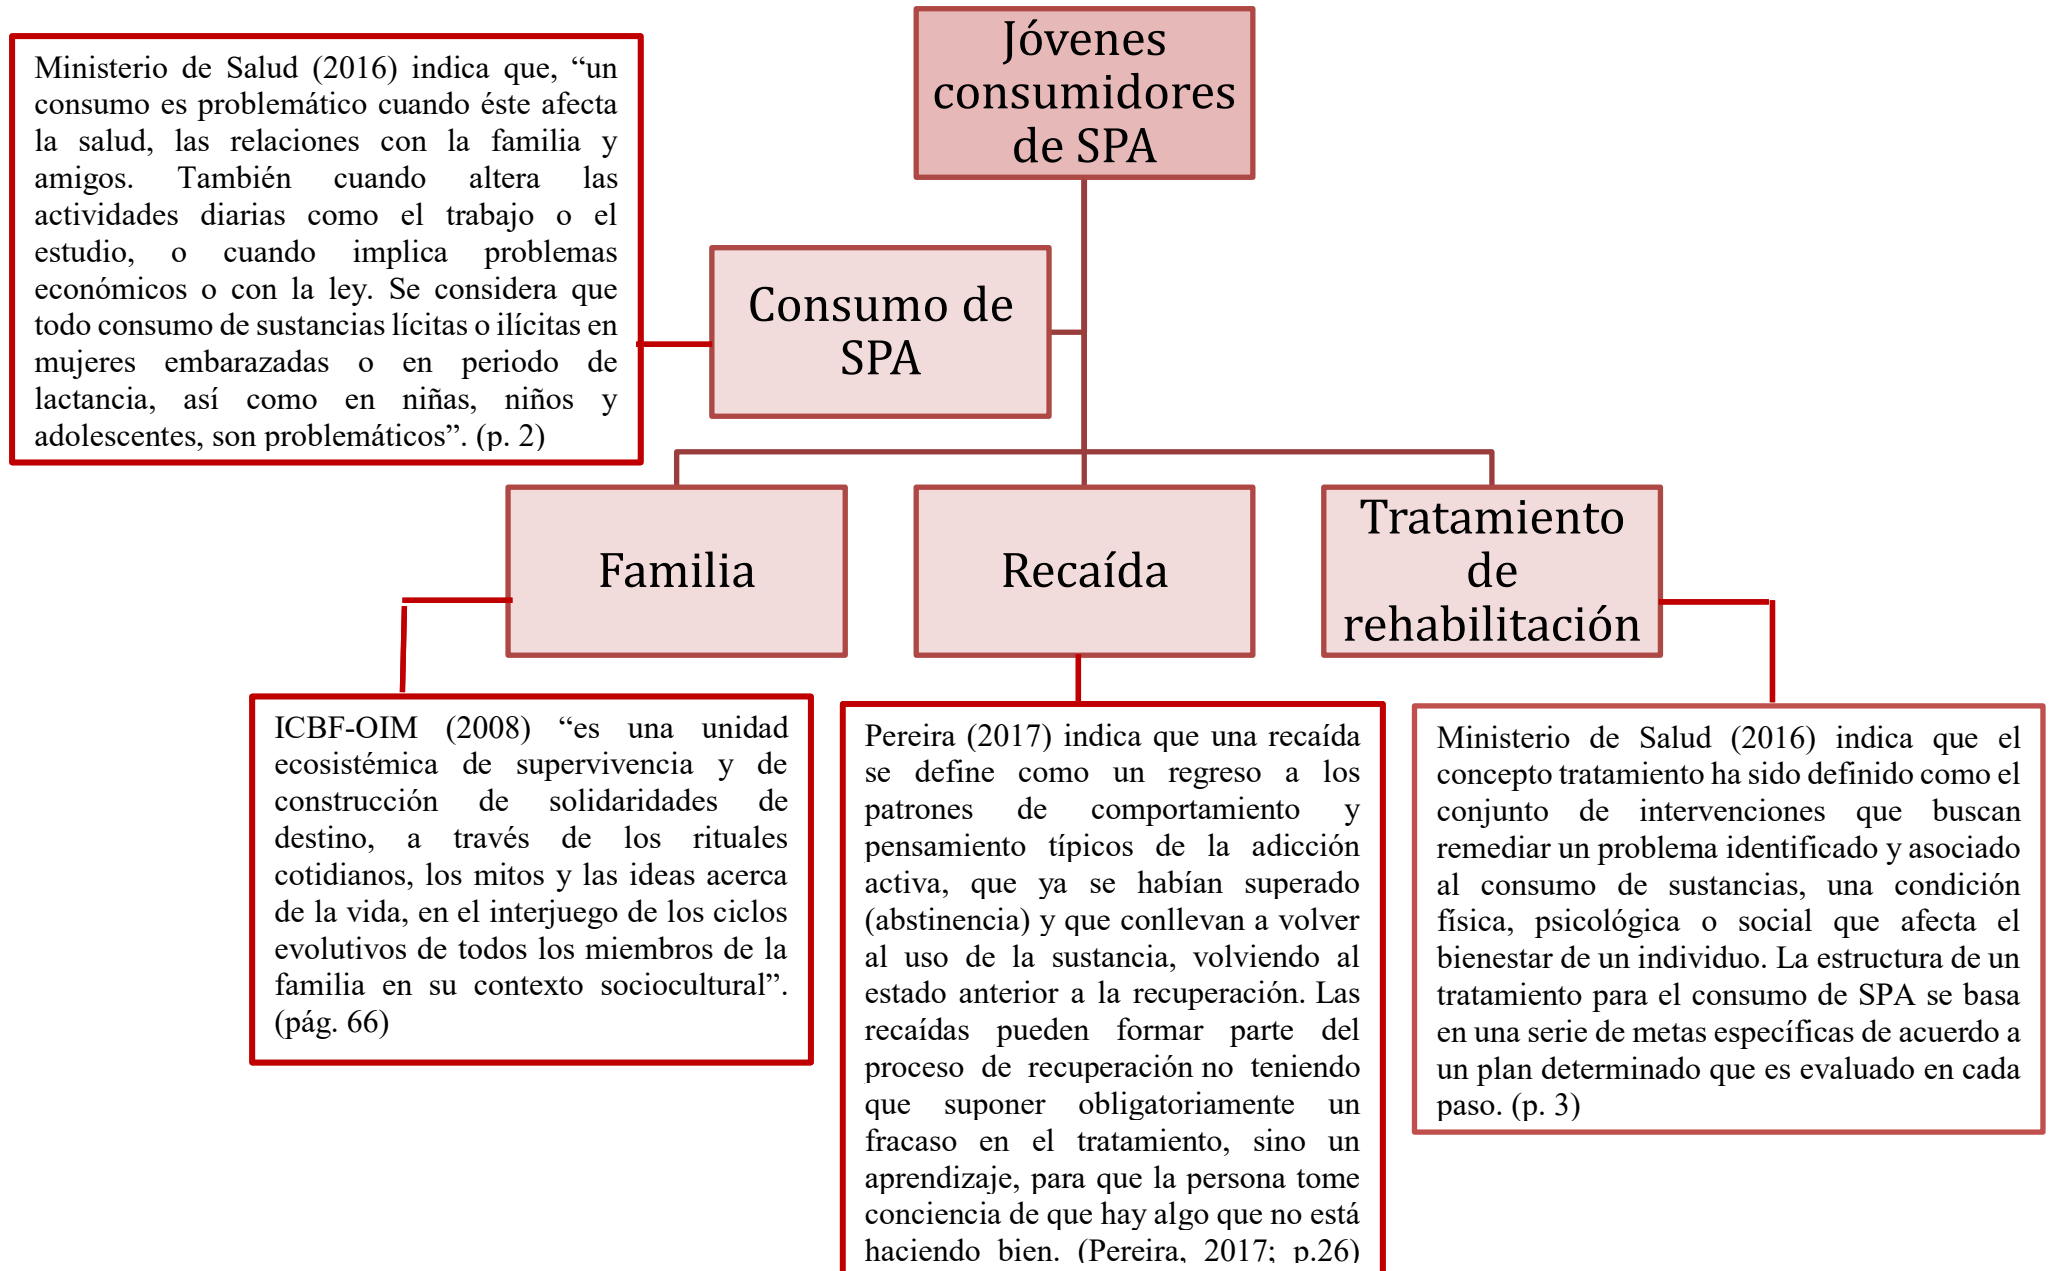 Jóvenes
consumidores
de SPA
Ministerio de Salud (2016) indica que, “un
consumo es problemático cuando éste afecta
la salud, las relaciones con la familia y
amigos. También cuando altera las
actividades diarias como el trabajo o el
estudio, o cuando implica problemas
económicos o con la ley. Se considera que
todo consumo de sustancias lícitas o ilícitas en
mujeres embarazadas o en periodo de
lactancia, así como en niñas, niños y
adolescentes, son problemáticos”. (p. 2)
Consumo de
SPA
Familia
Recaída
Tratamiento
de
rehabilitación
ICBF-OIM (2008) “es una unidad
ecosistémica de supervivencia y de
construcción de solidaridades de
destino, a través de los rituales
cotidianos, los mitos y las ideas acerca
de la vida, en el interjuego de los ciclos
evolutivos de todos los miembros de la
familia en su contexto sociocultural”.
(pág. 66)
Pereira (2017) indica que una recaída
se define como un regreso a los
patrones de comportamiento y
pensamiento típicos de la adicción
activa, que ya se habían superado
(abstinencia) y que conllevan a volver
al uso de la sustancia, volviendo al
estado anterior a la recuperación. Las
recaídas pueden formar parte del
proceso de recuperación no teniendo
que suponer obligatoriamente un
fracaso en el tratamiento, sino un
aprendizaje, para que la persona tome
conciencia de que hay algo que no está
haciendo bien. (Pereira, 2017; p.26)
Ministerio de Salud (2016) indica que el
concepto tratamiento ha sido definido como el
conjunto de intervenciones que buscan
remediar un problema identificado y asociado
al consumo de sustancias, una condición
física, psicológica o social que afecta el
bienestar de un individuo. La estructura de un
tratamiento para el consumo de SPA se basa
en una serie de metas específicas de acuerdo a
un plan determinado que es evaluado en cada
paso. (p. 3)